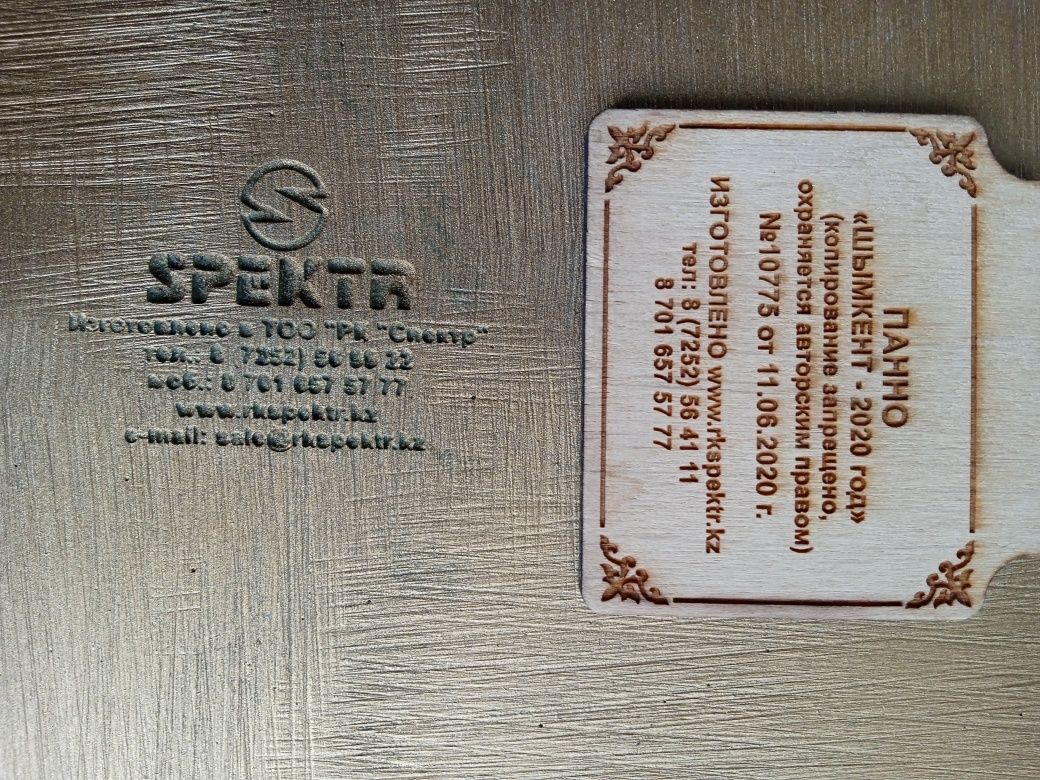 SPEKTR
Изготовлено в ТОО "РК "Спектр"
тел.: 8 (7252) 56 86 22
моб.: 8 701 657 57 77
www.rkspektr.kz
e-mail: sale@rkspektr.kz
ПАННО
«ШЫМКЕНТ - 2020 год»
(копирование запрещено,
охраняется авторским правом)
№107775 от 11.06.2020 г.
ИЗГОТОВЛЕНО www.rkspektr.kz
тел.: 8 (7252) 56 41 11
8 701 657 57 77